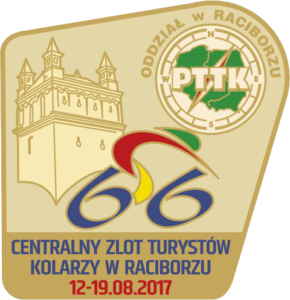 ODDZIAŁ W RACIBORZU
N
PTTK
W
E
S
66
CENTRALNY ZLOT TURYSTÓW
KOLARZY W RACIBORZU
12-19.08.2017